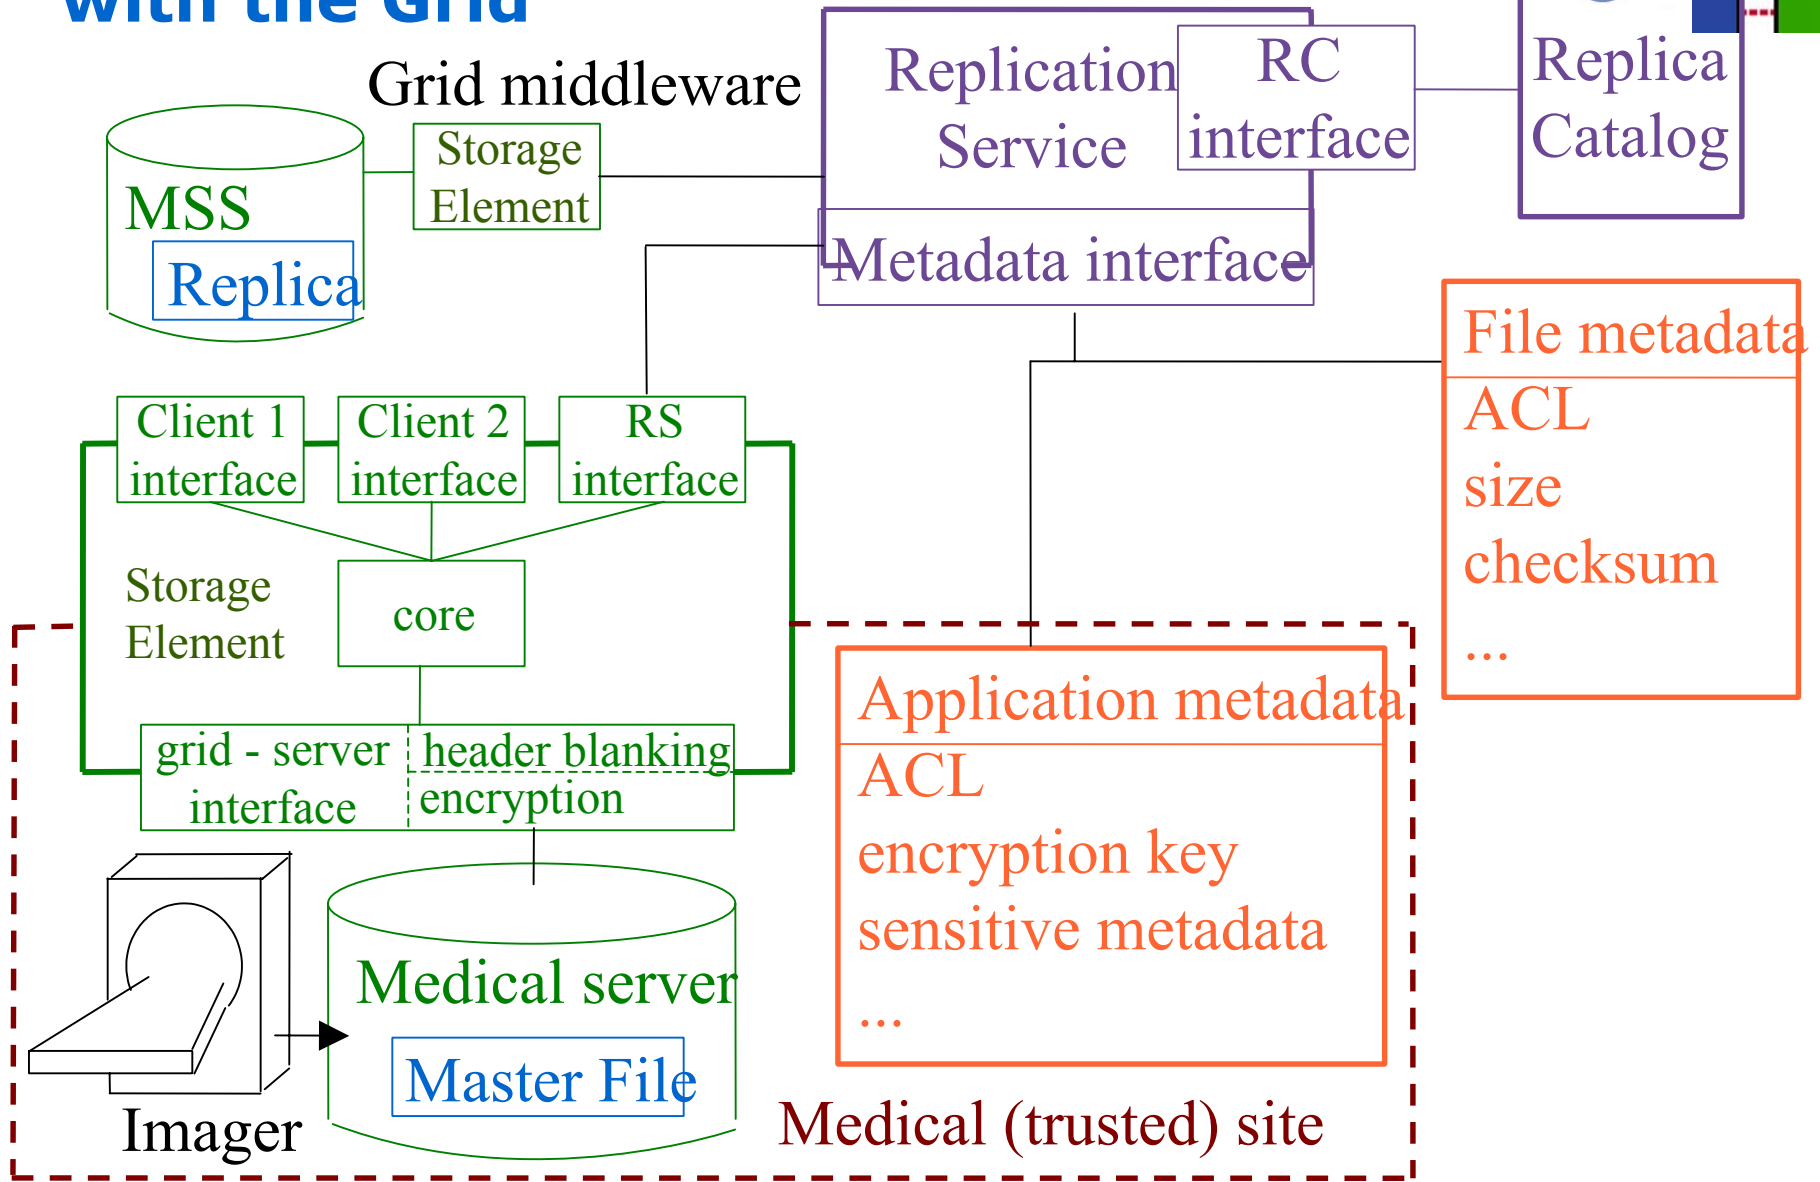 with the Grid
Grid middleware
Replication
Service
RC
interface
Replica
Catalog
Storage
Element
MSS
Replica
Metadata interface
File metadata
ACL
size
checksum
...
Client 1
interface
Client 2
interface
RS
interface
Storage
Element
core
grid - server
interface
header blanking
encryption
Application metadata
ACL
encryption key
sensitive metadata
...
Medical server
Master File
Imager
Medical (trusted) site